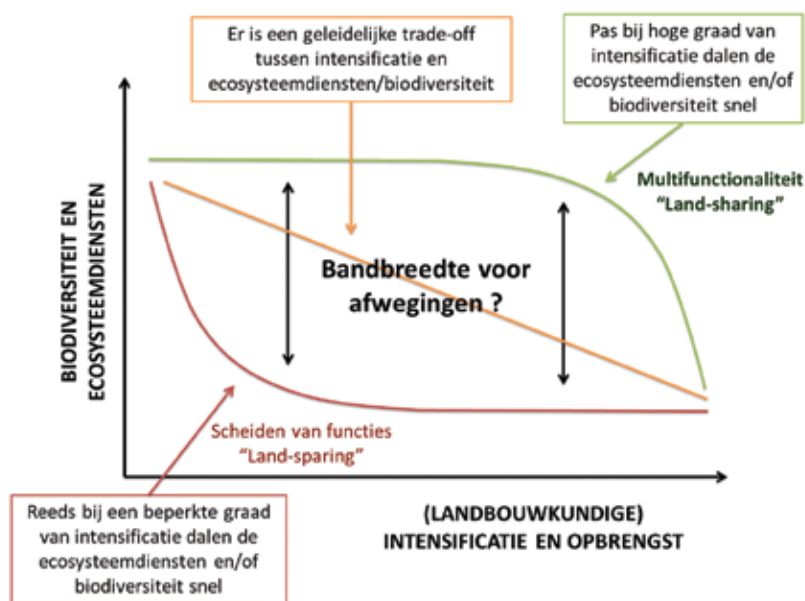 Er is een geleidelijke trade-off
tussen intensificatie en
ecosysteemdiensten/biodiversiteit
Pas bij hoge graad van
intensificatie dalen de
ecosysteemdiensten en/of
biodiversiteit snel
Multifunctionaliteit
“Land-sharing”
BIODIVERSITEIT EN
ECOSYSTEEMDIENSTEN
Bandbreedte voor
afwegingen ?
Scheiden van functies
“Land-sparing”
Reeds bij een beperkte graad
van intensificatie dalen de
ecosysteemdiensten en/of
biodiversiteit snel
(LANDBOUWKUNDIGE)
INTENSIFICATIE EN OPBRENGST